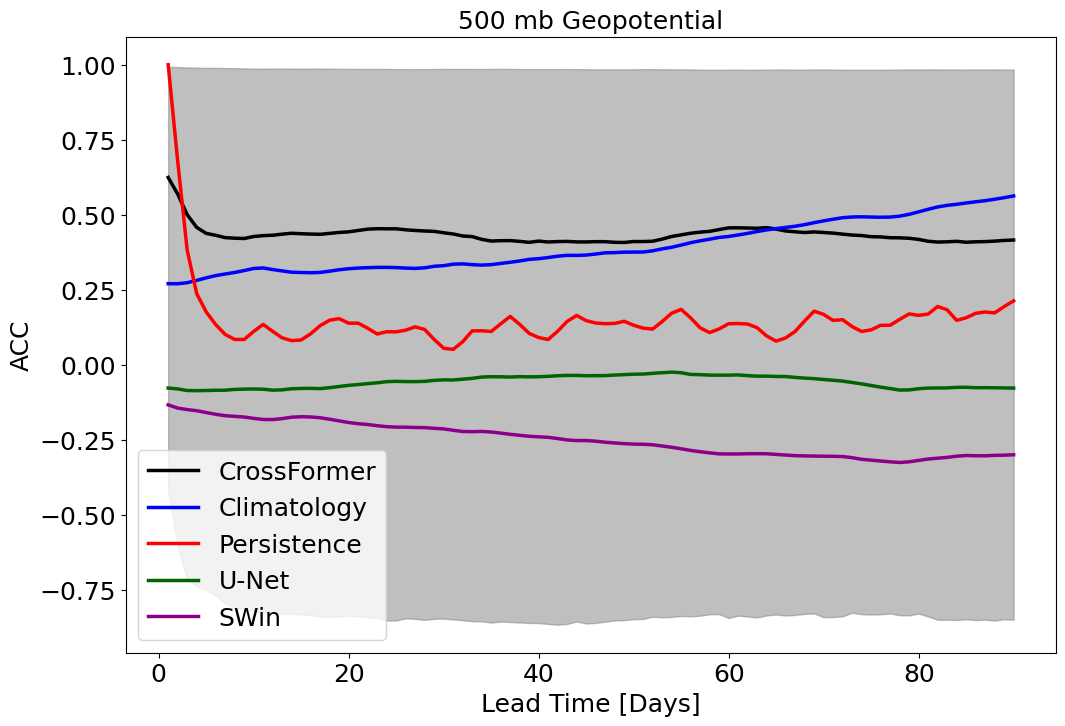 500 mb Geopotential
ACC
1.00
0.75
0.50
0.25
0.00
−0.25
−0.50
−0.75
CrossFormer
Climatology
Persistence
U-Net
SWin
0 20 40 60 80
Lead Time [Days]